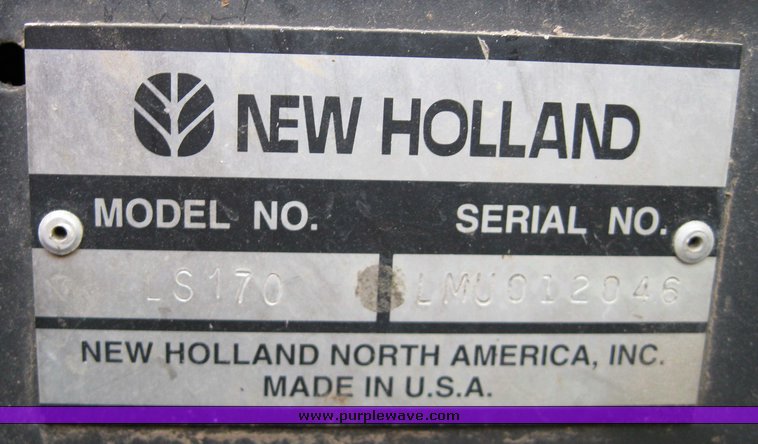 NEW HOLLAND
MODEL NO. SERIAL NO.
LS170 LMU012046
NEW HOLLAND NORTH AMERICA, INC.
MADE IN U.S.A.
www.purplewave.com